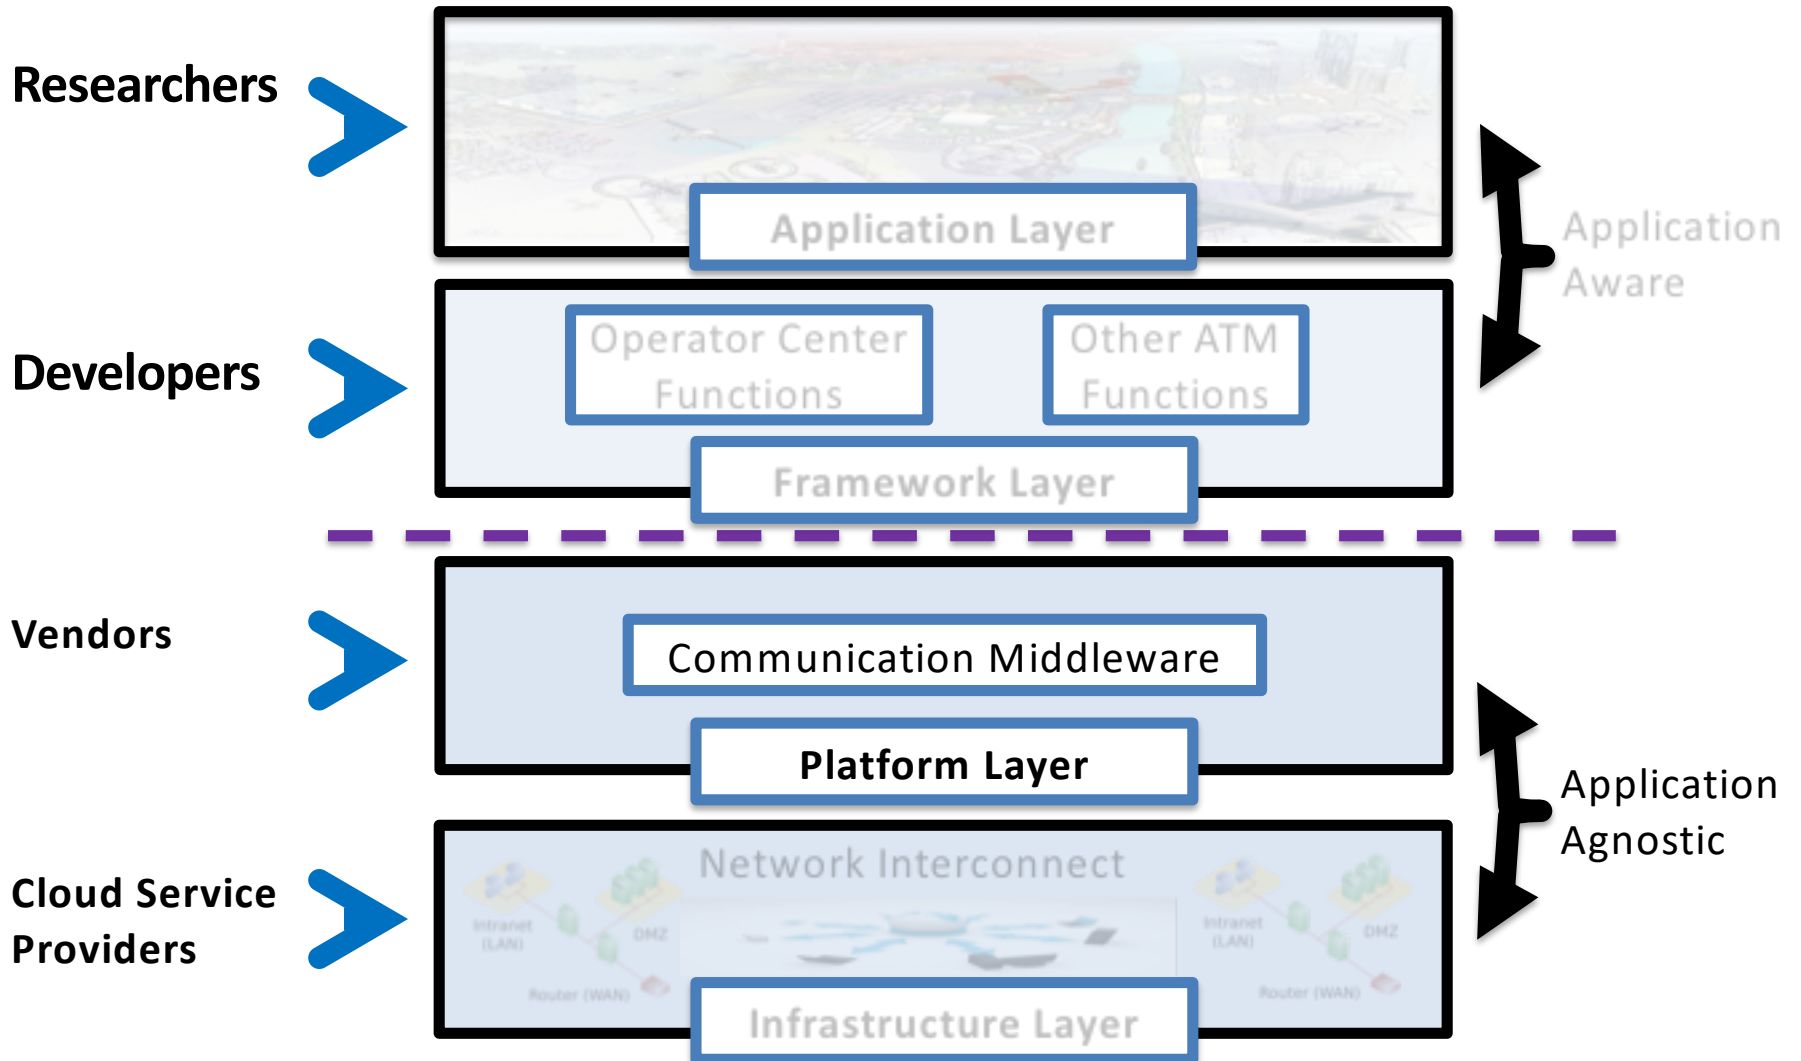 Researchers
Application Layer
Application
Aware
Developers
Operator Center
Functions
Other ATM
Functions
Framework Layer
Vendors
Communication Middleware
Platform Layer
Application
Agnostic
Cloud Service
Providers
Network Interconnect
Intranet
(LAN)
DMZ
Router (WAN)
Intranet
(LAN)
DMZ
Router (WAN)
Infrastructure Layer